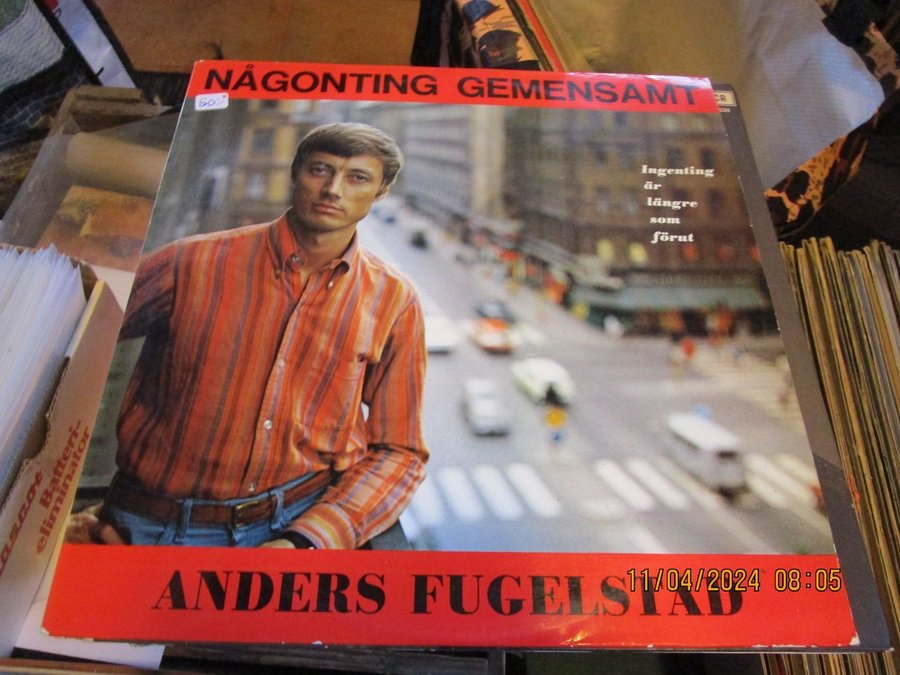 NÅGONTING GEMENSAMT
50:-
Ingenting
är
längre
som
förut
ANDERS FUGELSTAD
11/04/2024 08:05
Batteri-
eliminator